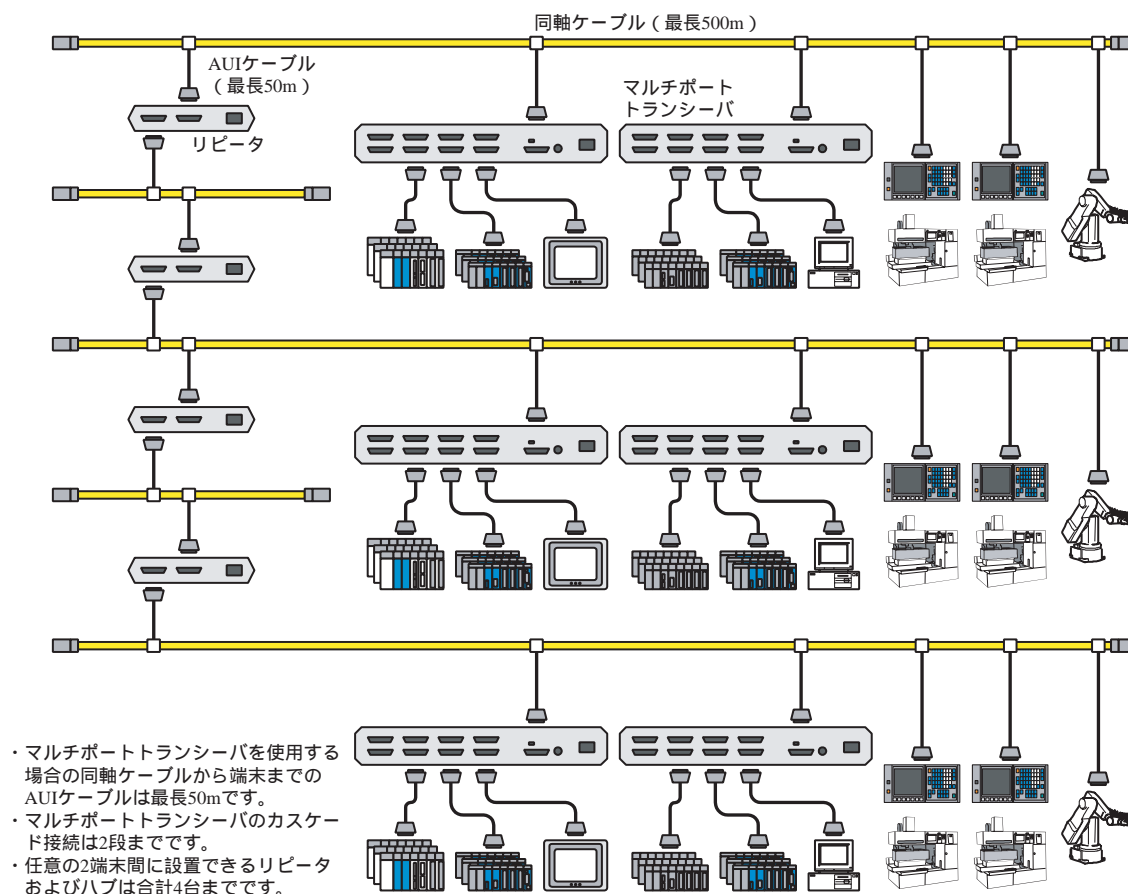 同軸ケーブル（最長500m）
AUIケーブル
（最長50m）
マルチポート
トランシーバ
リピータ
・マルチポートトランシーバを使用する
場合の同軸ケーブルから端末までの
AUIケーブルは最長50mです。
・マルチポートトランシーバのカスケー
ド接続は2段までです。
・任意の2端末間に設置できるリピータ
およびハブは合計4台までです。